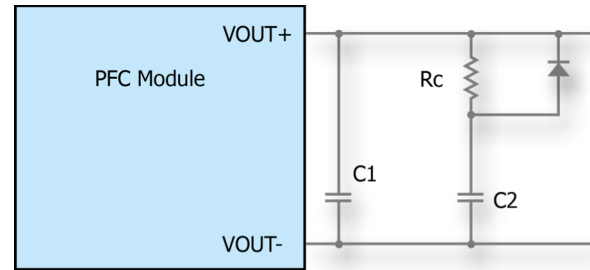 VOUT+
PFC Module
Rc
C1
C2
VOUT-